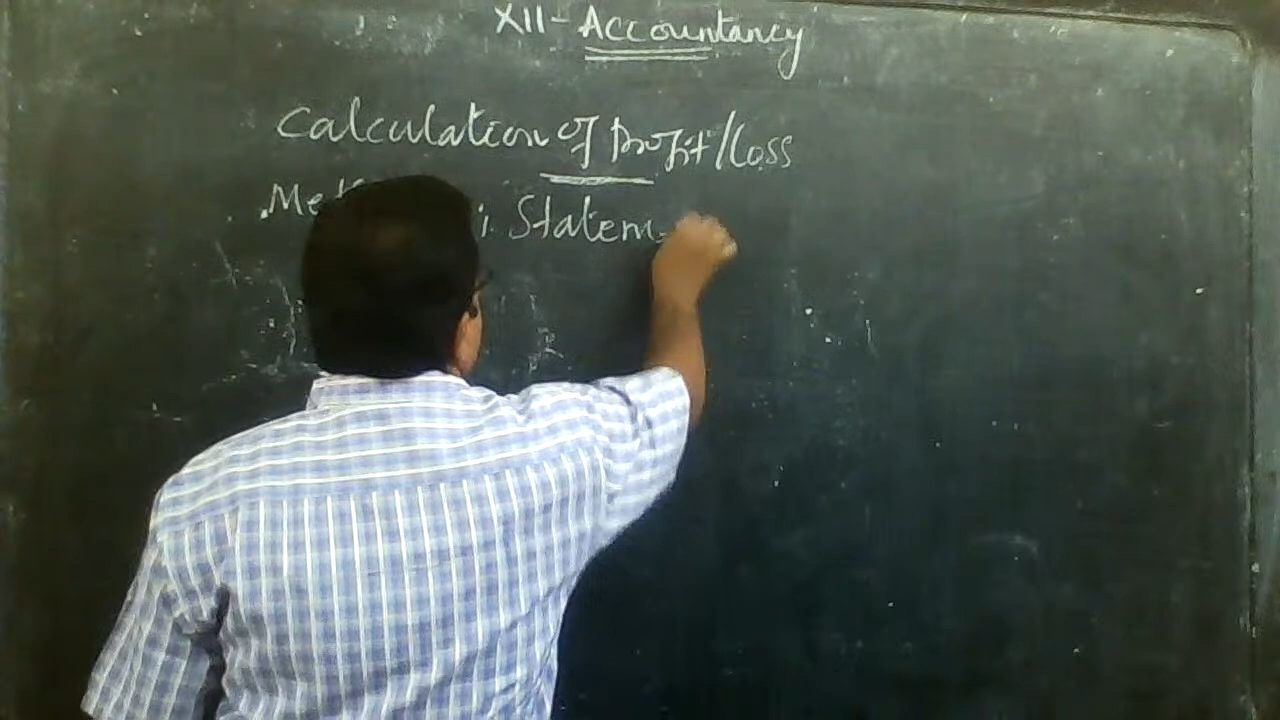 XII - Accountancy
Calculation of Profit/Loss
i. Statem